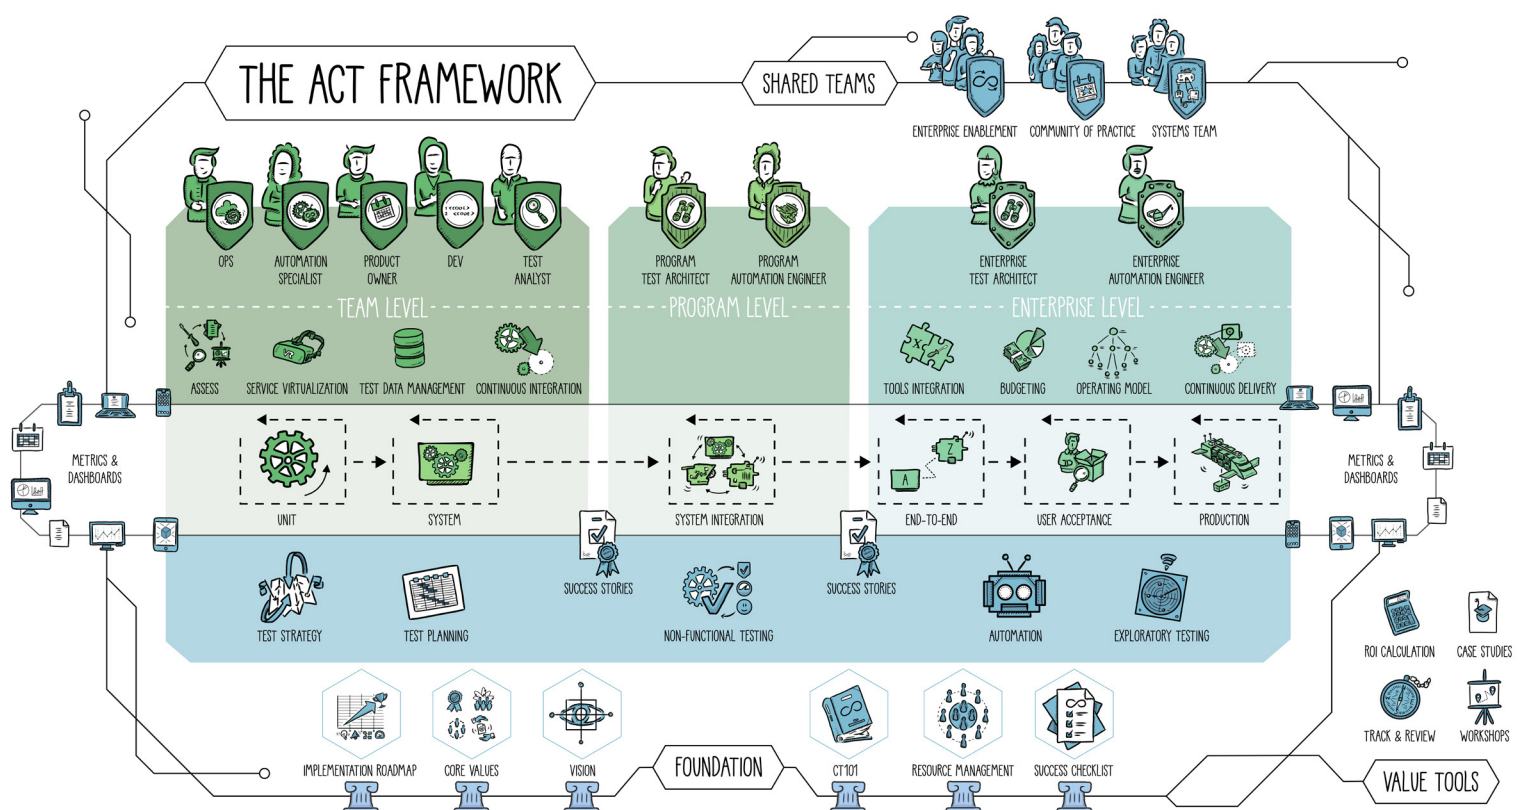 THE ACT FRAMEWORK
SHARED TEAMS
ENTERPRISE ENABLEMENT
COMMUNITY OF PRACTICE
SYSTEMS TEAM
<CODE>
1
2 <CODE>
OPS
AUTOMATION
SPECIALIST
PRODUCT
OWNER
DEV
TEST
ANALYST
PROGRAM
TEST ARCHITECT
PROGRAM
AUTOMATION ENGINEER
ENTERPRISE
TEST ARCHITECT
ENTERPRISE
AUTOMATION ENGINEER
TEAM LEVEL
PROGRAM LEVEL
ENTERPRISE LEVEL
VR
X
ASSESS
SERVICE VIRTUALIZATION
TEST DATA MANAGEMENT
CONTINUOUS INTEGRATION
TOOLS INTEGRATION
BUDGETING
OPERATING MODEL
CONTINUOUS DELIVERY
METRICS &
DASHBOARDS
A
Z
METRICS &
DASHBOARDS
UNIT
SYSTEM
SYSTEM INTEGRATION
END-TO-END
USER ACCEPTANCE
PRODUCTION
SUCCESS STORIES
SUCCESS STORIES
TEST STRATEGY
TEST PLANNING
NON-FUNCTIONAL TESTING
AUTOMATION
EXPLORATORY TESTING
ROI CALCULATION
CASE STUDIES
TRACK & REVIEW
WORKSHOPS
IMPLEMENTATION ROADMAP
CORE VALUES
VISION
FOUNDATION
CT101
RESOURCE MANAGEMENT
SUCCESS CHECKLIST
VALUE TOOLS